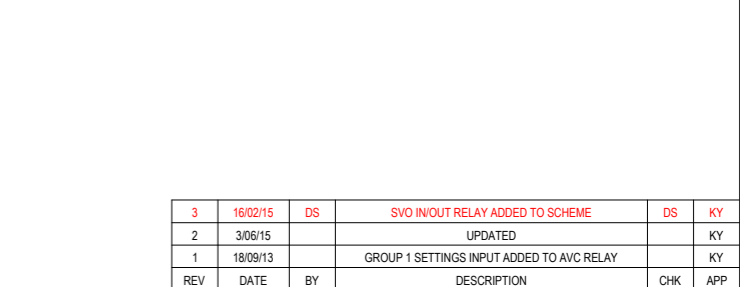 3 16/02/15 DS SVO IN/OUT RELAY ADDED TO SCHEME DS KY
2 3/06/15 UPDATED KY
1 18/09/13 GROUP 1 SETTINGS INPUT ADDED TO AVC RELAY KY
REV DATE BY DESCRIPTION CHK APP